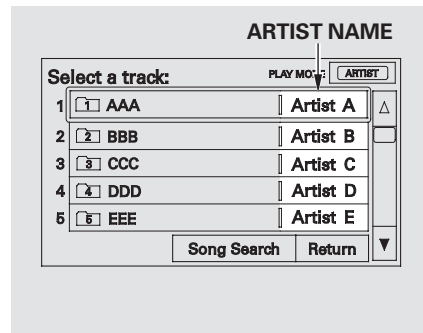 ARTIST NAME
Select a track: PLAY MODE: ARTIST
1 1 AAA Artist A
2 2 BBB Artist B
3 3 CCC Artist C
4 4 DDD Artist D
5 5 EEE Artist E
Song Search Return